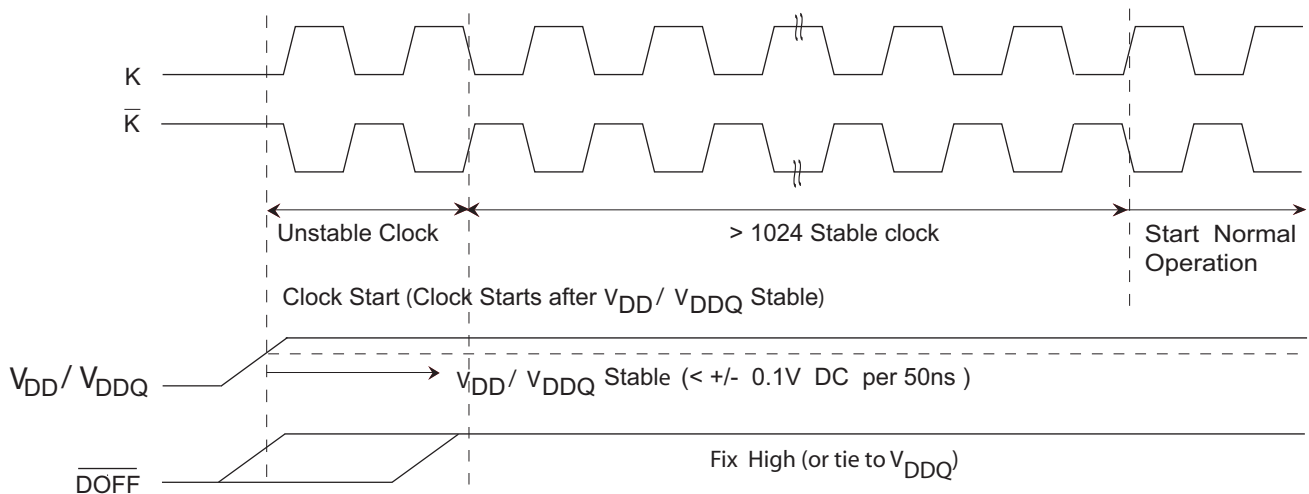 K
K̅
Unstable Clock
> 1024 Stable clock
Start Normal
Operation
Clock Start (Clock Starts after VDD / VDDQ Stable)
VDD / VDDQ
VDD / VDDQ Stable (< +/- 0.1V DC per 50ns )
DOFF
Fix High (or tie to VDDQ)